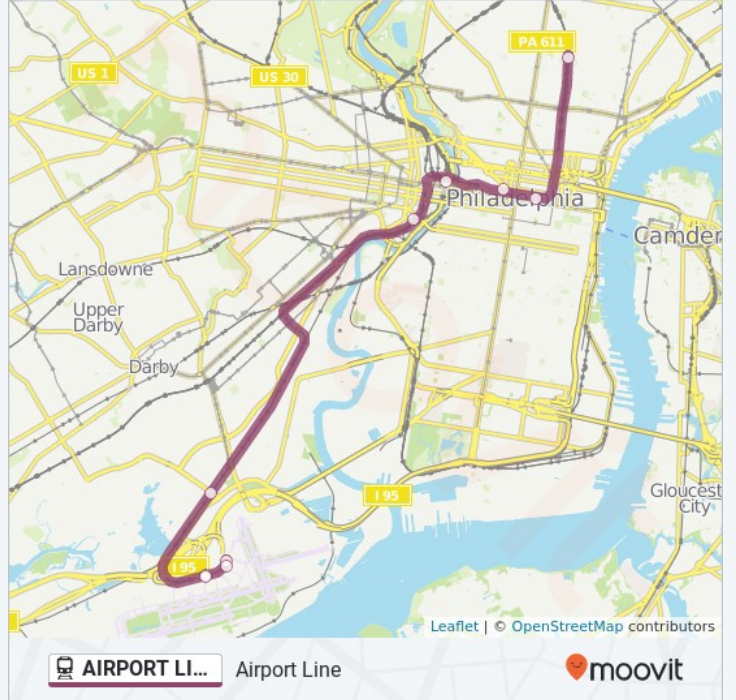 PA 611
US 1
US 30
Philadelphia
Camden
Lansdowne
Upper
Darby
Darby
I 95
Gloucest
City
I 95
Leaflet | © OpenStreetMap contributors
AIRPORT LI...
Airport Line
moovit